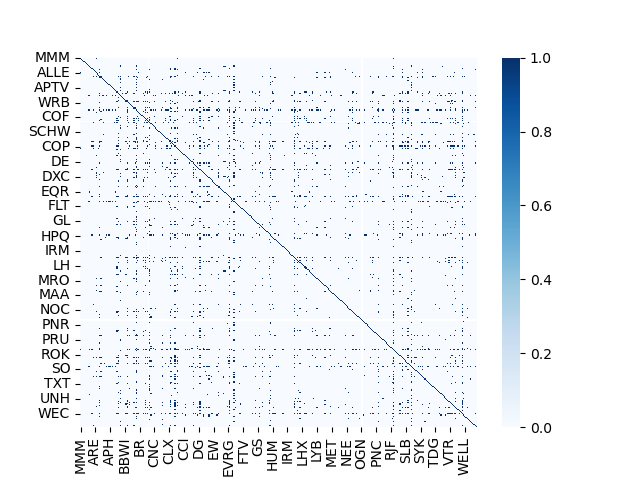 MMM
ALLE
APTV
WRB
COF
SCHW
COP
DE
DXC
EQR
FLT
GL
HPQ
IRM
LH
MRO
MAA
NOC
PNR
PRU
ROK
SO
TXT
UNH
WEC
MMM
ARE
APH
BBWI
BR
CNC
CLX
CCI
DG
EW
EVRG
FTV
GS
HUM
IRM
LHX
LYB
MET
NEE
OGN
PNC
RJF
SLB
SYK
TDG
VTR
WELL
1.0
0.8
0.6
0.4
0.2
0.0